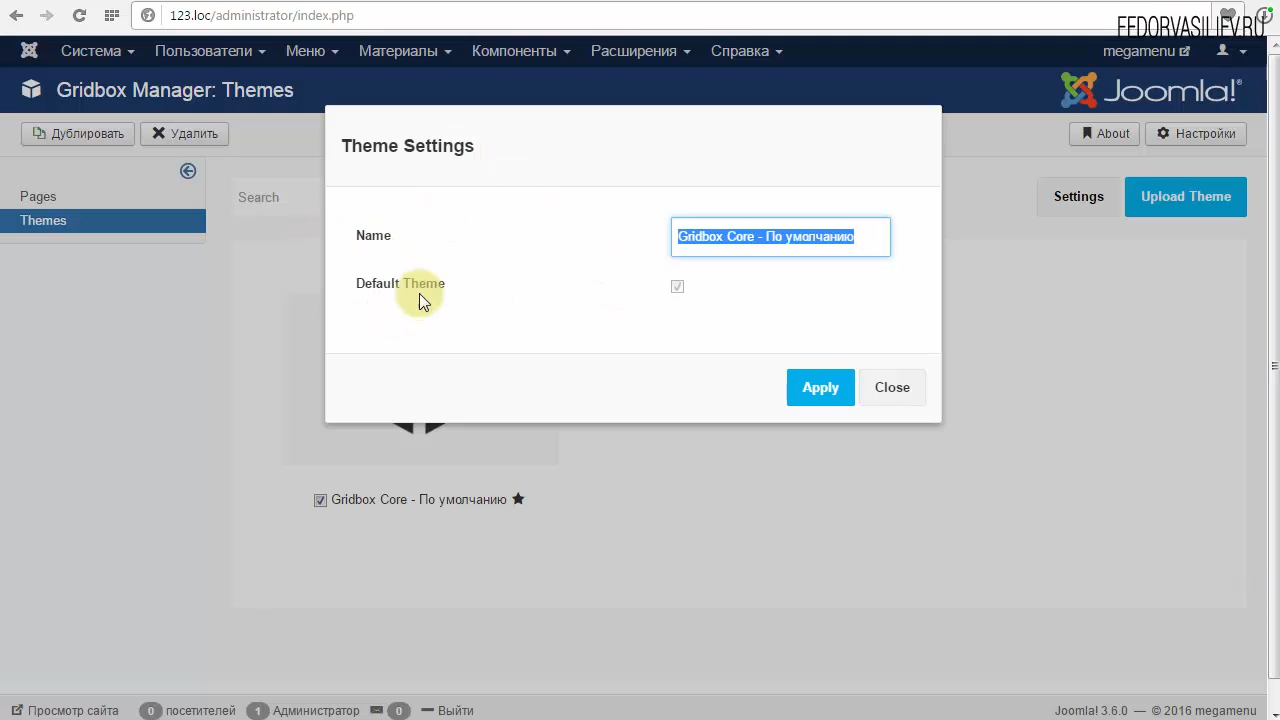 123.loc/administrator/index.php
FEDORVASILIEV.RU
Система Пользователи Меню Материалы Компоненты Расширения Справка megamenu
Gridbox Manager: Themes
Joomla!®
Дублировать Удалить About Настройки
Theme Settings
Pages
Search
Settings Upload Theme
Themes
Name Gridbox Core - По умолчанию
Default Theme
Apply Close
Gridbox Core - По умолчанию
Просмотр сайта 0 посетителей 1 Администратор 0 Выйти Joomla! 3.6.0 — © 2016 megamenu